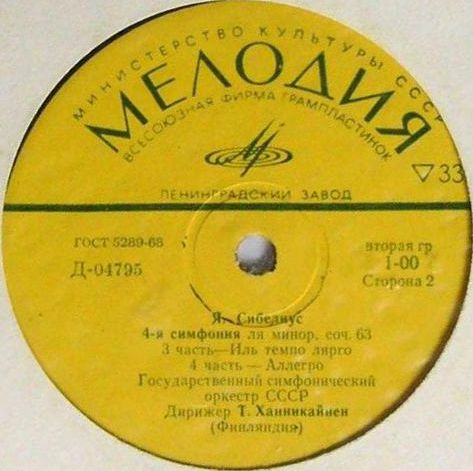 МИНИСТЕРСТВО КУЛЬТУРЫ СССР
МЕЛОДИЯ
ВСЕСОЮЗНАЯ ФИРМА ГРАМПЛАСТИНОК
▽33
ЛЕНИНГРАДСКИЙ ЗАВОД
ГОСТ 5289-68
вторая гр
Д-04795
1-00
Сторона 2
Я. Сибелиус
4-я симфония ля минор, соч. 63
3 часть—Иль темпо лярго
4 часть — Аллегро
Государственный симфонический
оркестр СССР
Дирижер Т. Ханникайнен
(Финляндия)